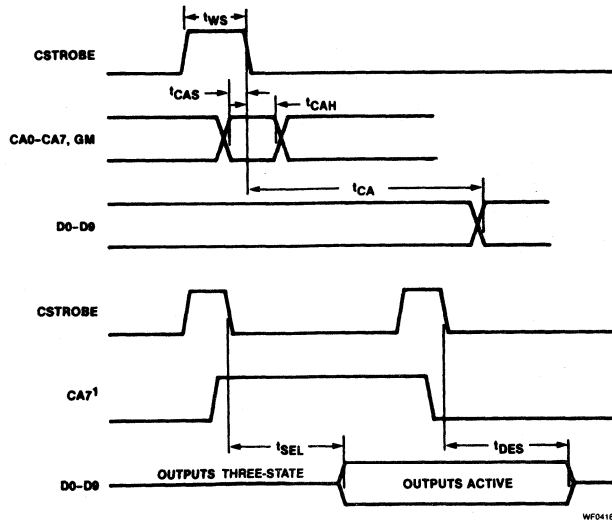 tWS
CSTROBE
tCAS
tCAH
CA0–CA7, GM
tCA
D0–D9
CSTROBE
CA7¹
tSEL
tDES
D0–D9
OUTPUTS THREE-STATE
OUTPUTS ACTIVE